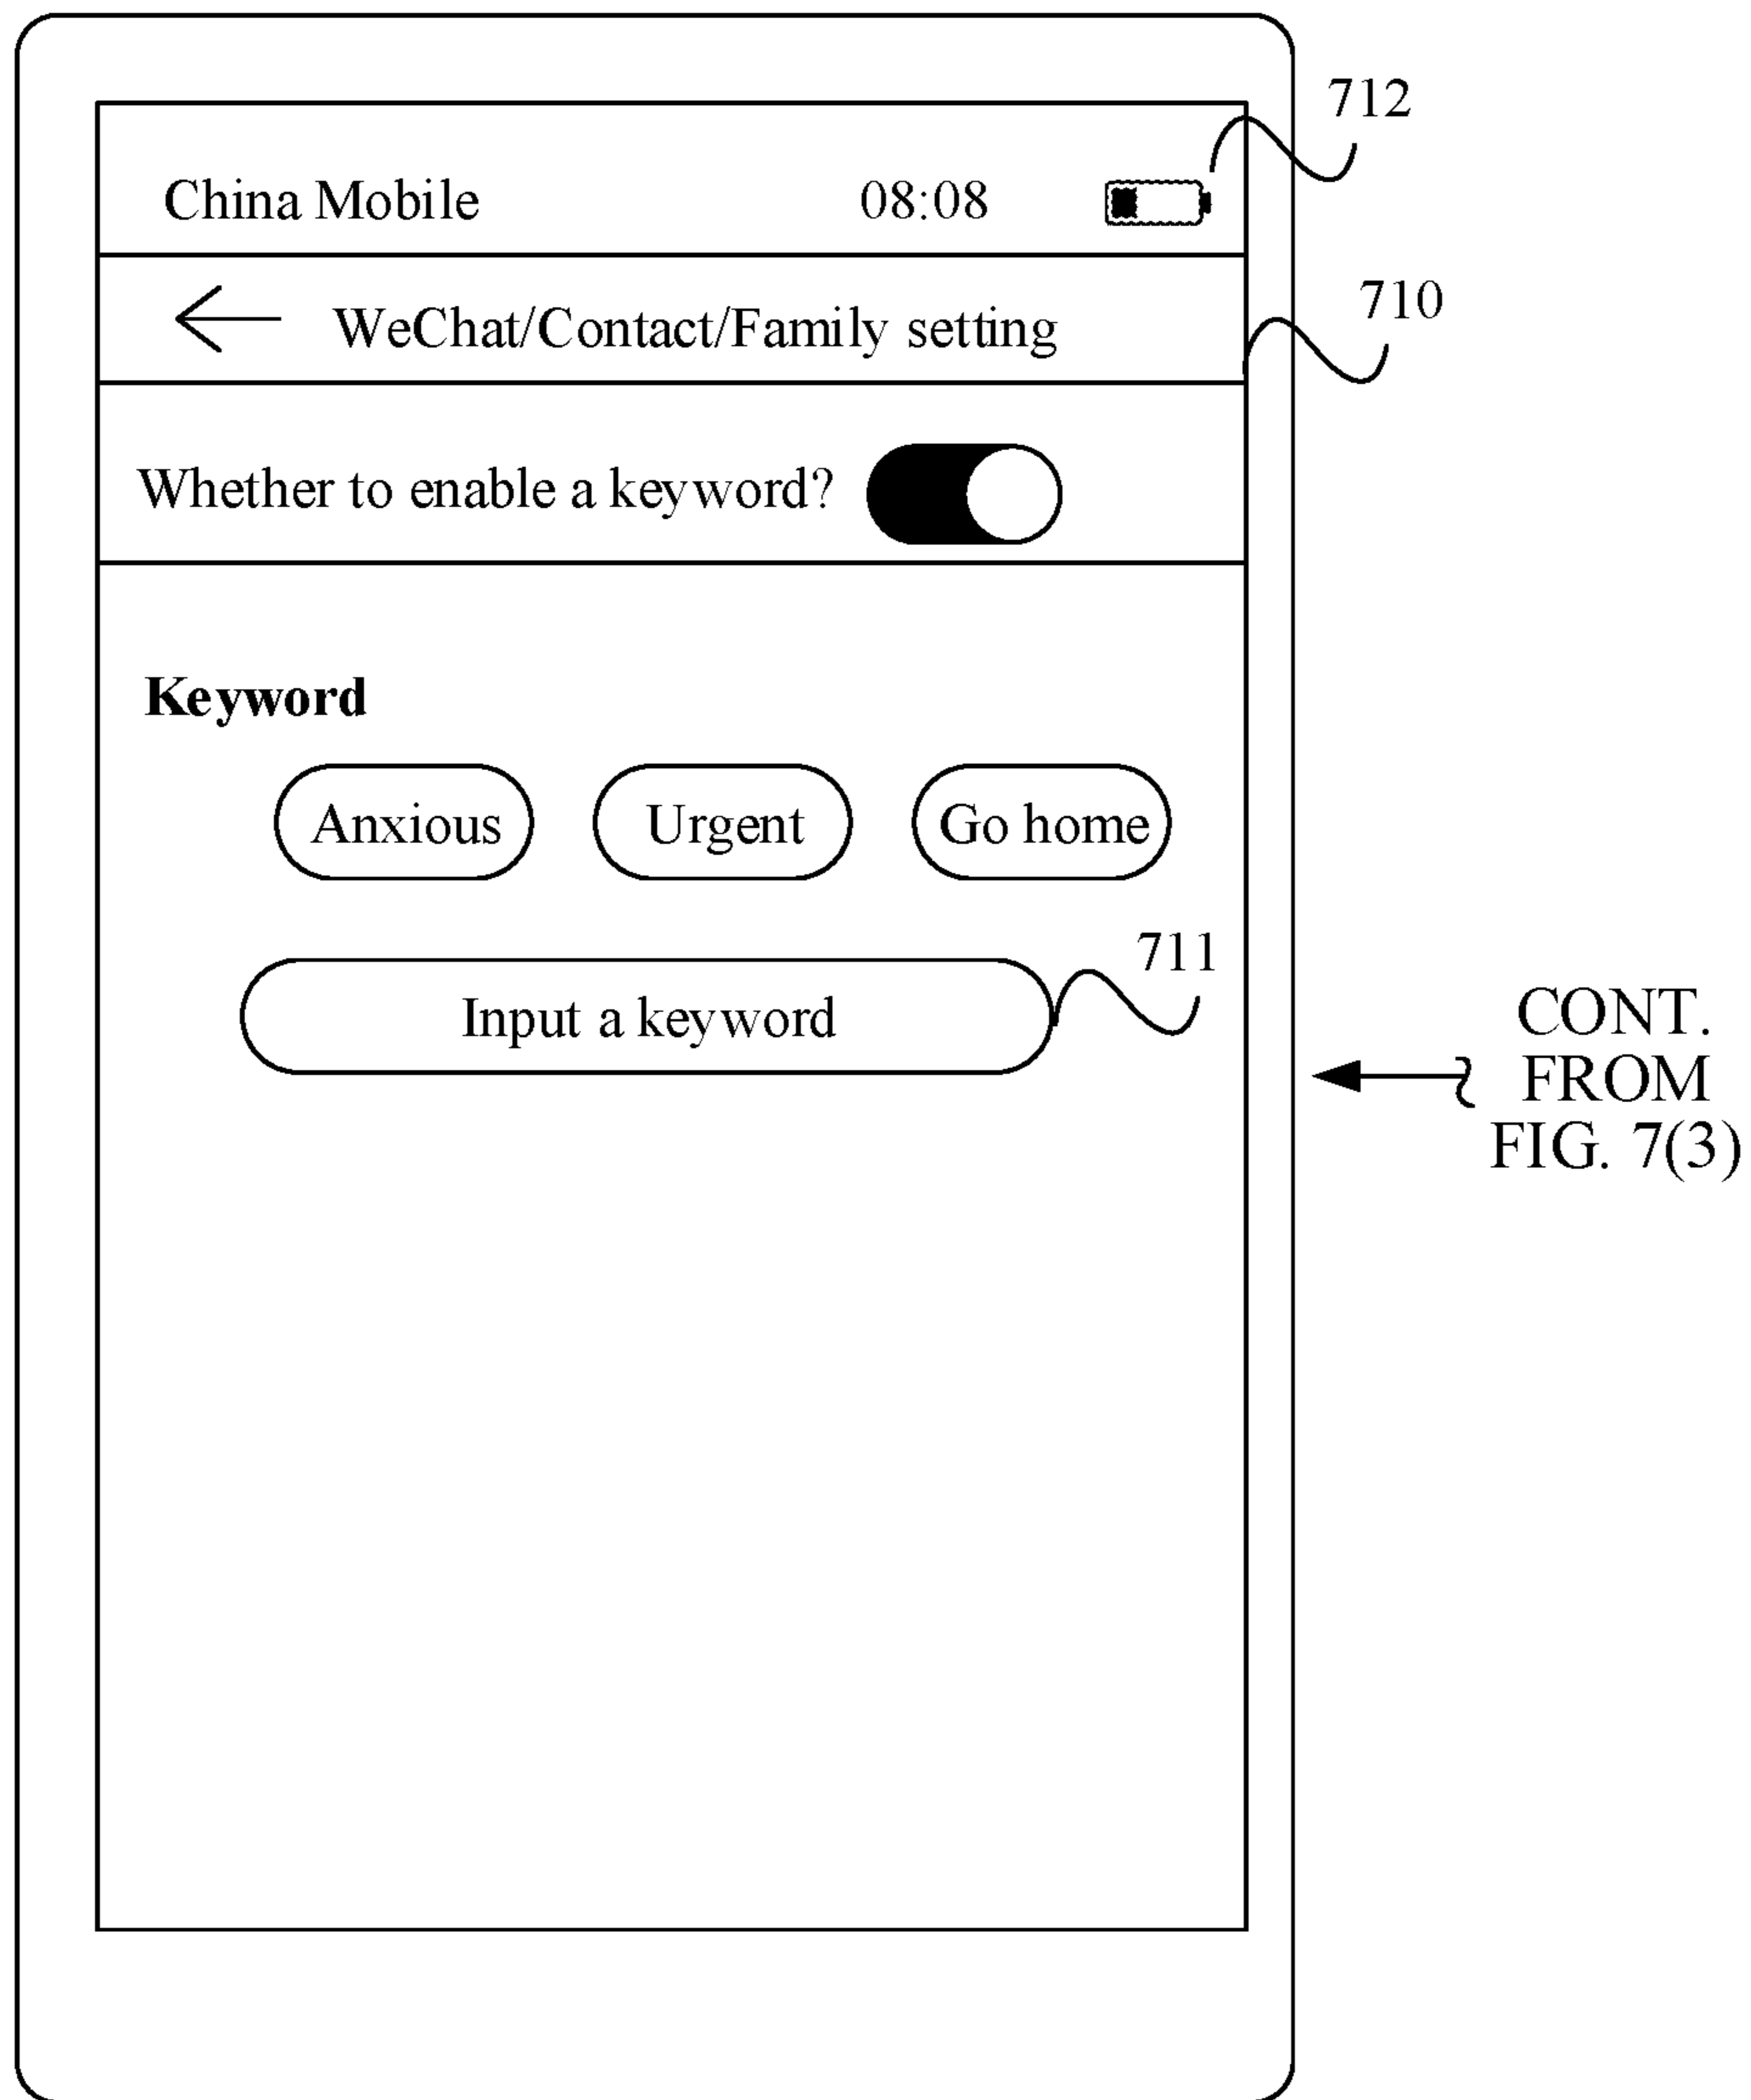 712
China Mobile 08:08
710
WeChat/Contact/Family setting
Whether to enable a keyword?
Keyword
Anxious Urgent Go home
711
Input a keyword
CONT.
FROM
FIG. 7(3)